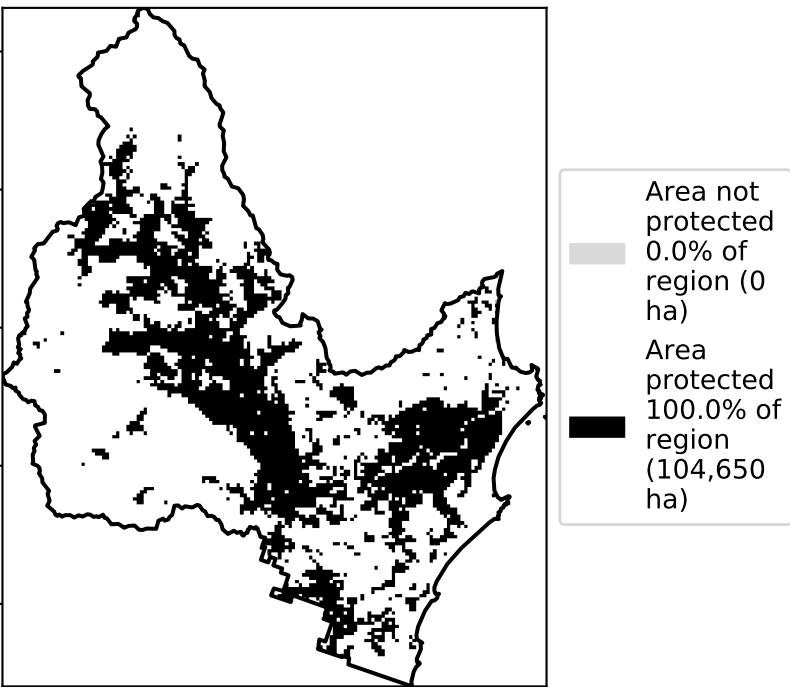 Area not
protected
0.0% of
region (0
ha)
Area
protected
100.0% of
region
(104,650
ha)